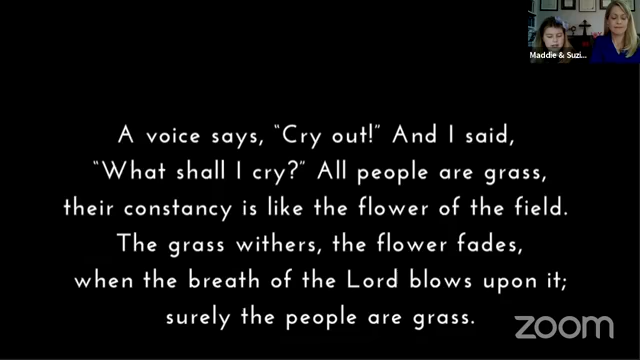 Maddie & Suzi...
A voice says, “Cry out!” And I said,
“What shall I cry?” All people are grass,
their constancy is like the flower of the field.
The grass withers, the flower fades,
when the breath of the Lord blows upon it;
surely the people are grass.
zoom